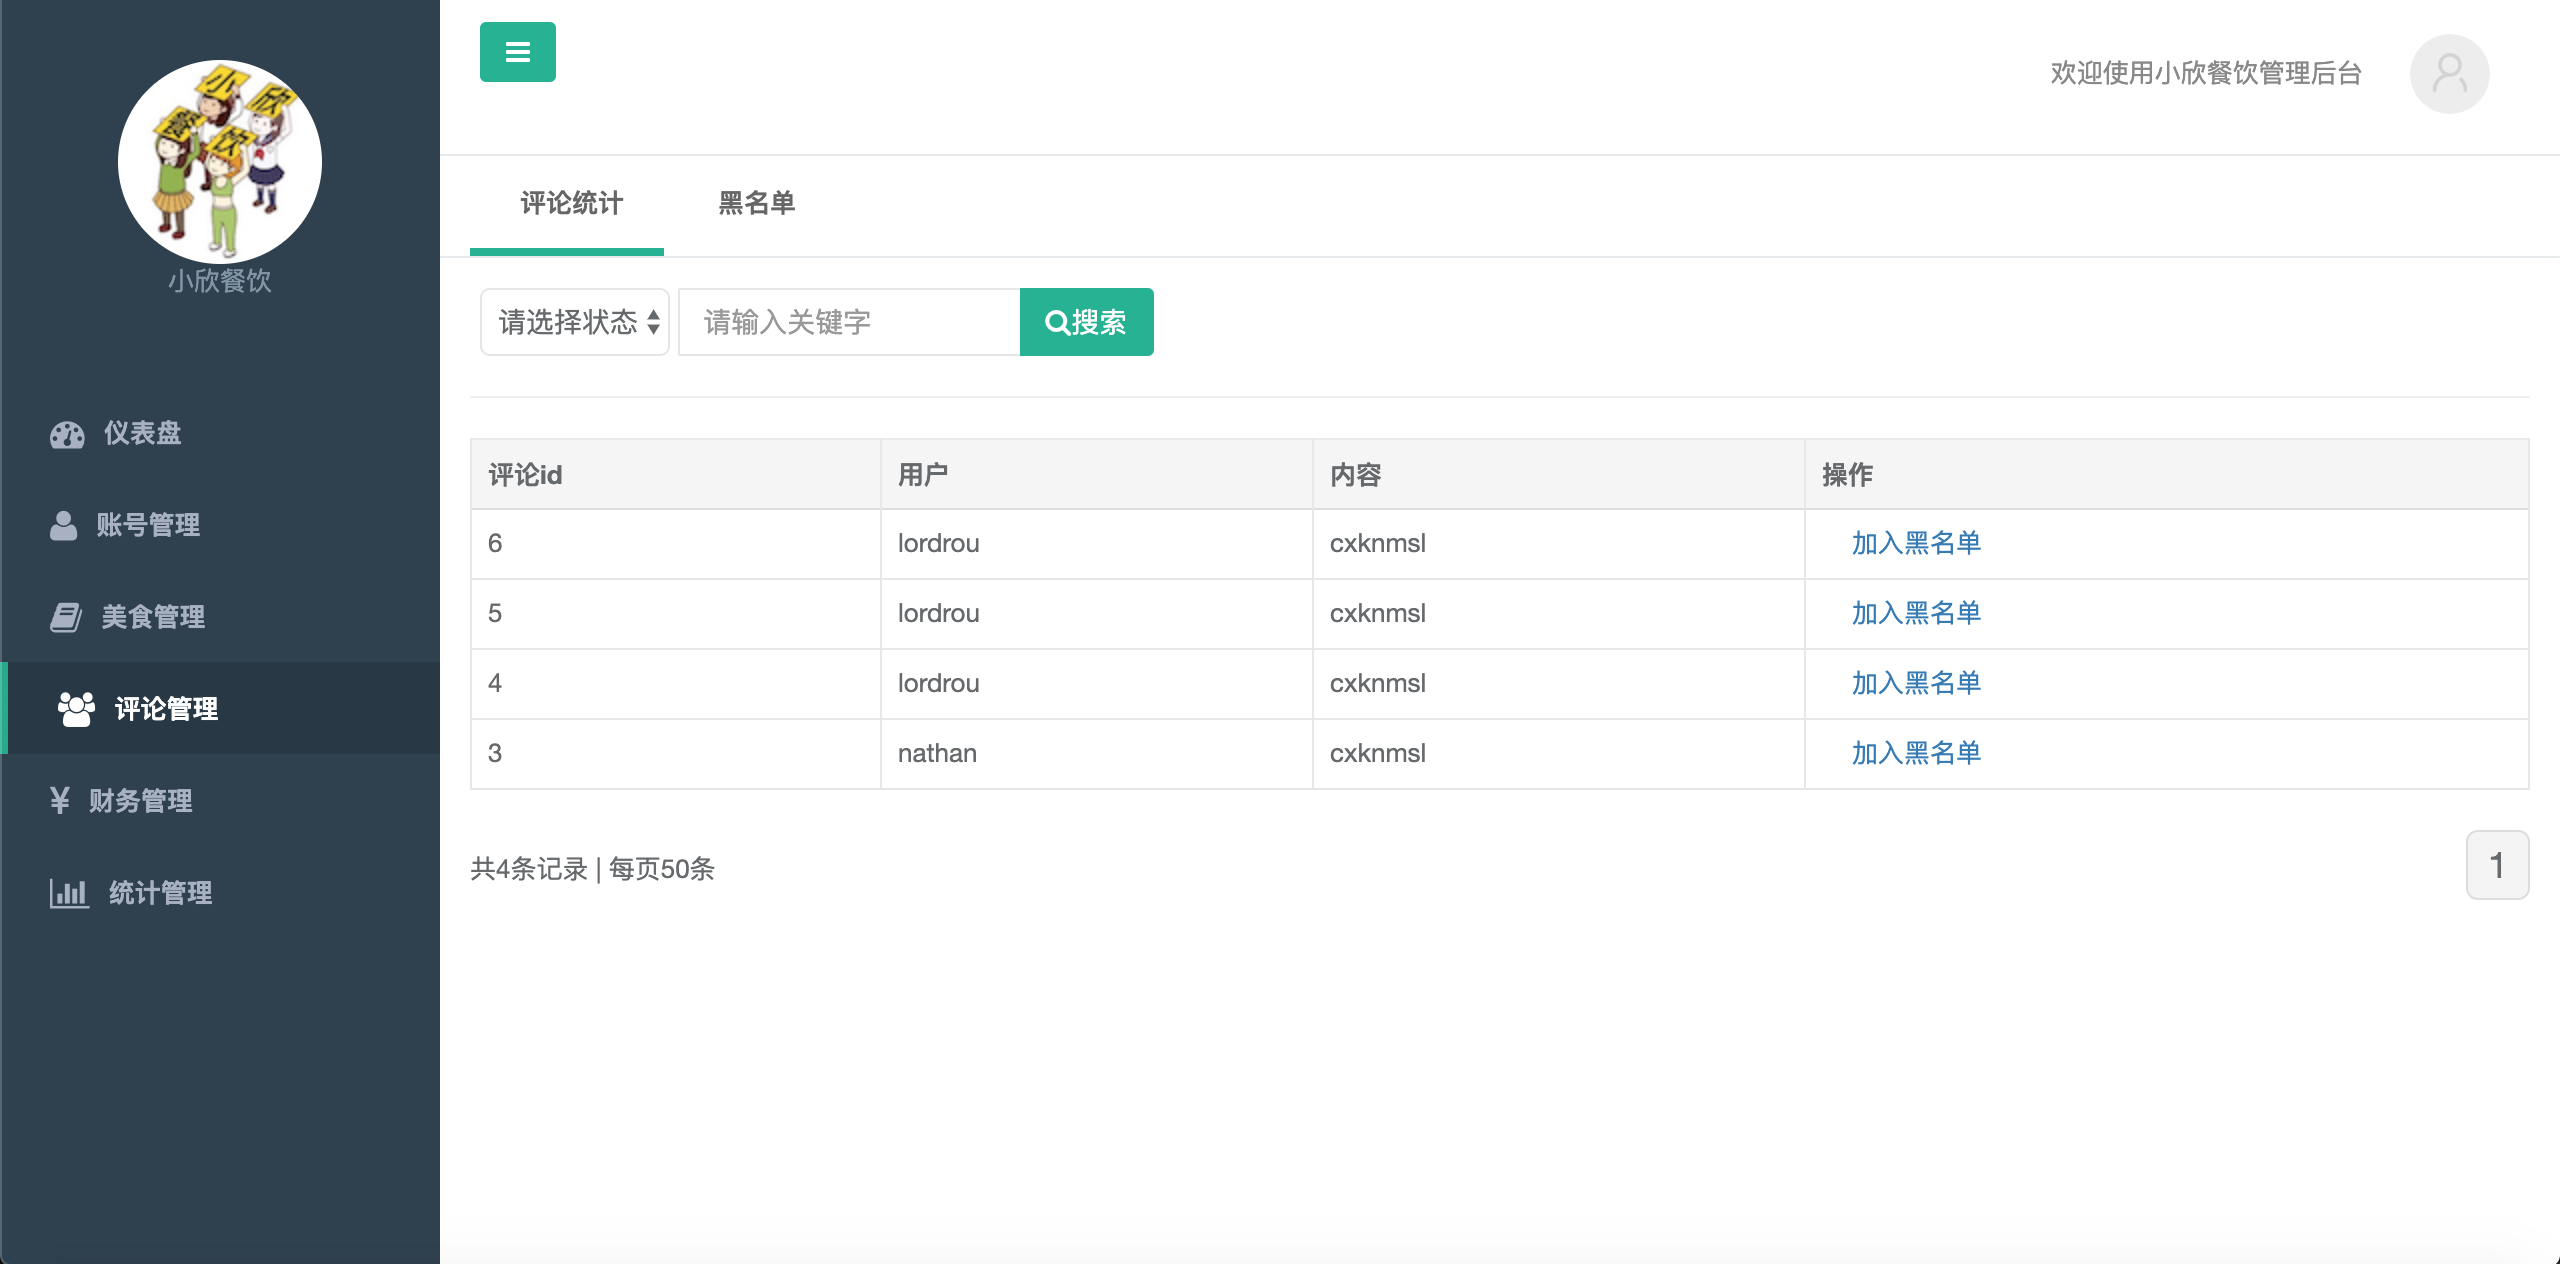 小欣餐饮
小欣餐饮
仪表盘
账号管理
美食管理
评论管理
¥ 财务管理
统计管理
欢迎使用小欣餐饮管理后台
评论统计 黑名单
请选择状态 请输入关键字 搜索
评论id 用户 内容 操作
6 lordrou cxknmsl 加入黑名单
5 lordrou cxknmsl 加入黑名单
4 lordrou cxknmsl 加入黑名单
3 nathan cxknmsl 加入黑名单
共4条记录 | 每页50条 1